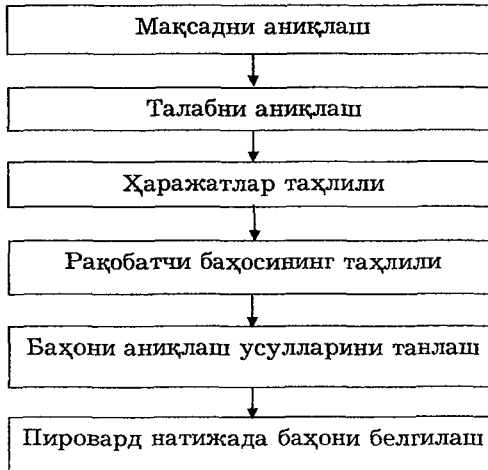 Мақсадни аниқлаш
Талабни аниқлаш
Ҳаражатлар таҳлили
Рақобатчи баҳосининг таҳлили
Баҳони аниқлаш усулларини танлаш
Пировард натижада баҳони белгилаш